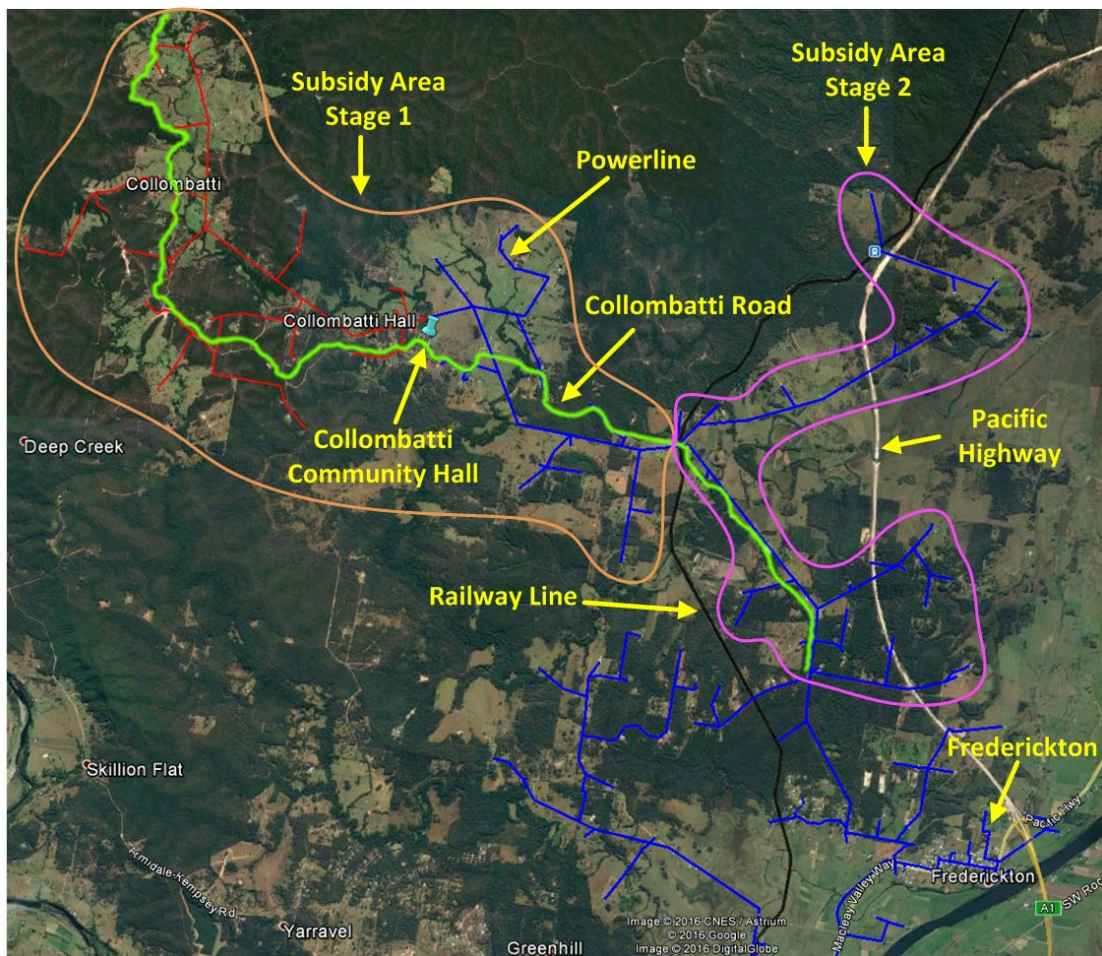 Subsidy Area
Stage 1
Subsidy Area
Stage 2
Powerline
Collombatti
Collombatti Hall
Collombatti Road
Deep Creek
Collombatti
Community Hall
Pacific
Highway
Railway Line
Frederickton
Skillion Flat
Pacific Hwy
Armidale-Kempsey Rd
Macleay Valley Way
Frederickton
A1
Yarravel
Greenhill
Image © 2016 CNES / Astrium
© 2016 Google
Image © 2016 DigitalGlobe